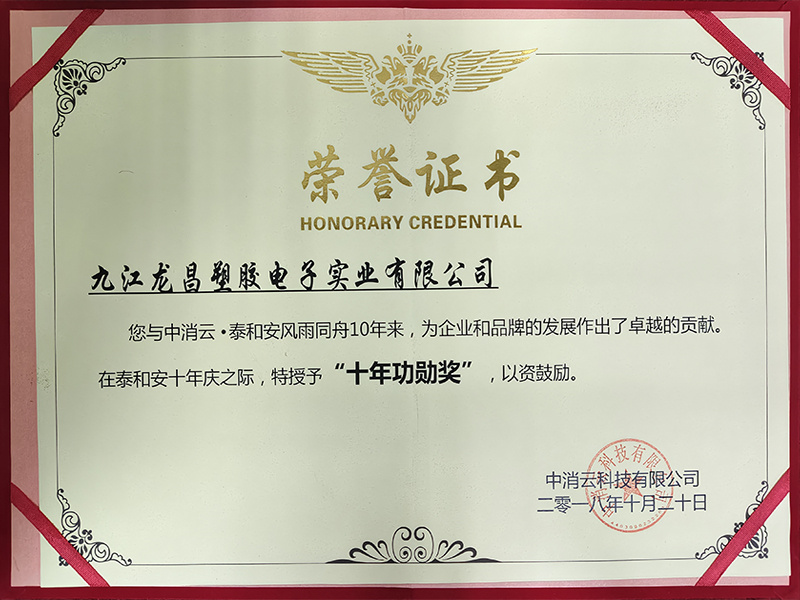 荣誉证书
HONORARY CREDENTIAL
九江龙昌塑胶电子实业有限公司
您与中消云·泰和安风雨同舟10年来，为企业和品牌的发展作出了卓越的贡献。
在泰和安十年庆之际，特授予“十年功勋奖”，以资鼓励。
科技有限
中消云科技有限公司
二零一八年十月二十日